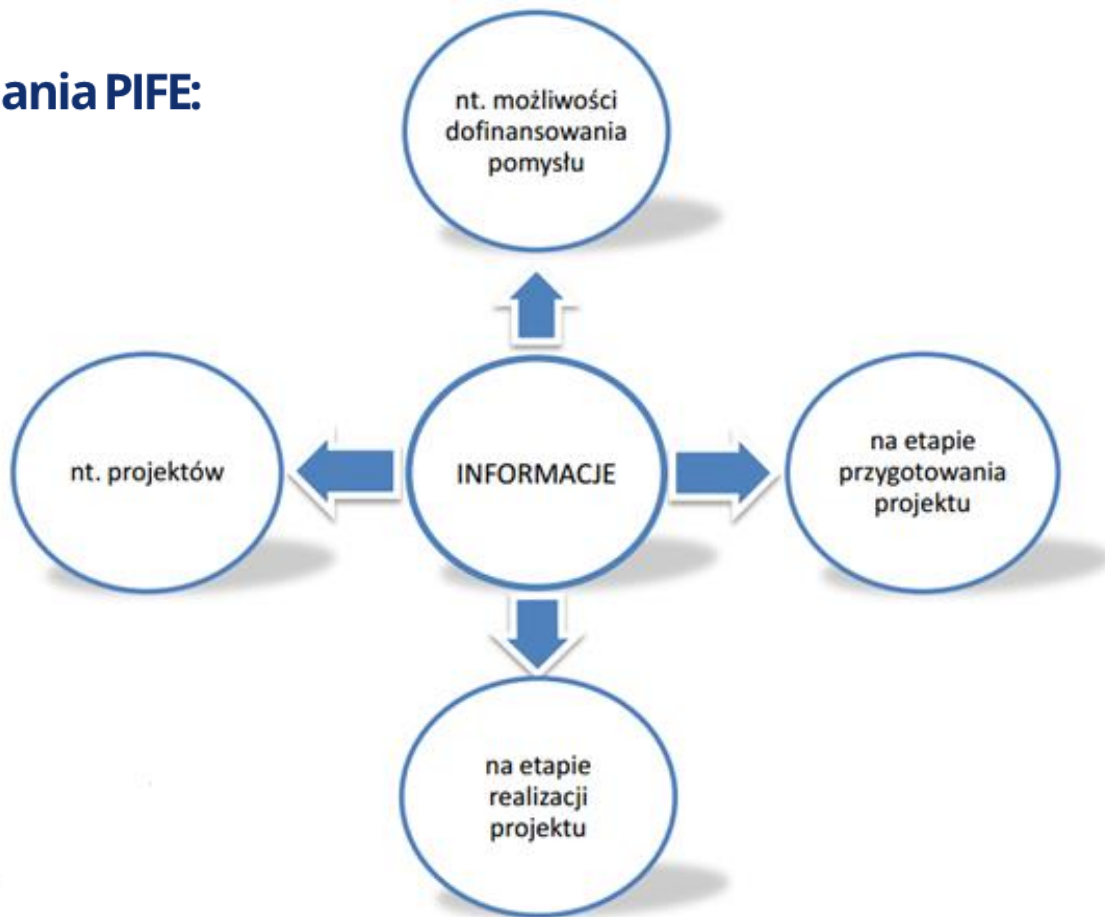 ania PIFE:
nt. możliwości
dofinansowania
pomysłu
nt. projektów
INFORMACJE
na etapie
przygotowania
projektu
na etapie
realizacji
projektu